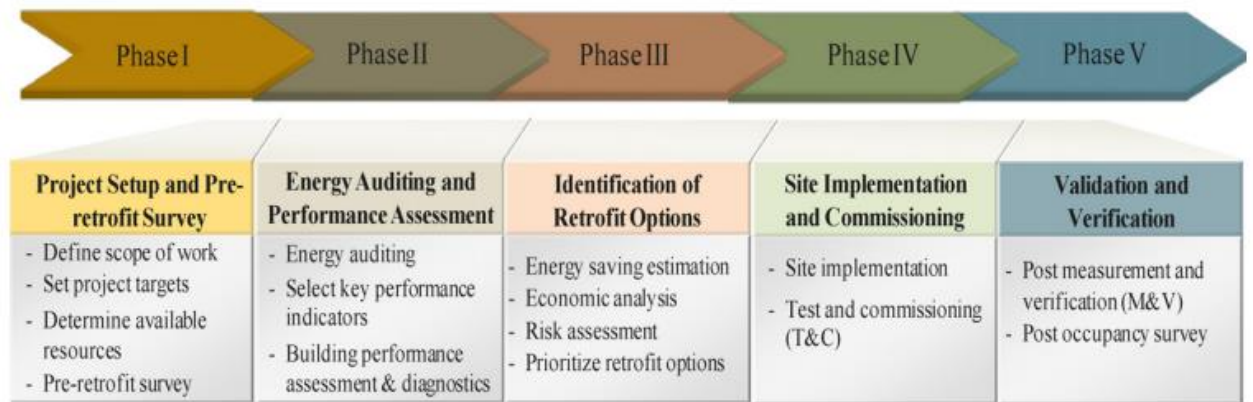 Phase I
Phase II
Phase III
Phase IV
Phase V
Project Setup and Pre-
retrofit Survey
- Define scope of work
- Set project targets
- Determine available
resources
- Pre-retrofit survey
Energy Auditing and
Performance Assessment
- Energy auditing
- Select key performance
indicators
- Building performance
assessment & diagnostics
Identification of
Retrofit Options
- Energy saving estimation
- Economic analysis
- Risk assessment
- Prioritize retrofit options
Site Implementation
and Commissioning
- Site implementation
- Test and commissioning
(T&C)
Validation and
Verification
- Post measurement and
verification (M&V)
- Post occupancy survey